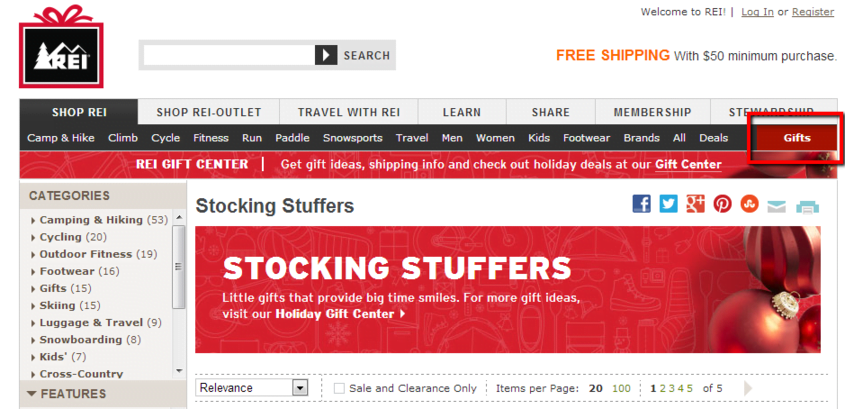 Welcome to REI! | Log In or Register
REI
SEARCH
FREE SHIPPING With $50 minimum purchase.
SHOP REI SHOP REI-OUTLET TRAVEL WITH REI LEARN SHARE MEMBERSHIP STEWARDSHIP
Camp & Hike Climb Cycle Fitness Run Paddle Snowsports Travel Men Women Kids Footwear Brands All Deals Gifts
REI GIFT CENTER | Get gift ideas, shipping info and check out holiday deals at our Gift Center
CATEGORIES
Camping & Hiking (53)
Cycling (20)
Outdoor Fitness (19)
Footwear (16)
Gifts (15)
Skiing (15)
Luggage & Travel (9)
Snowboarding (8)
Kids' (7)
Cross-Country
FEATURES
Stocking Stuffers
STOCKING STUFFERS
Little gifts that provide big time smiles. For more gift ideas,
visit our Holiday Gift Center
Relevance Sale and Clearance Only Items per Page: 20 100 1 2 3 4 5 of 5